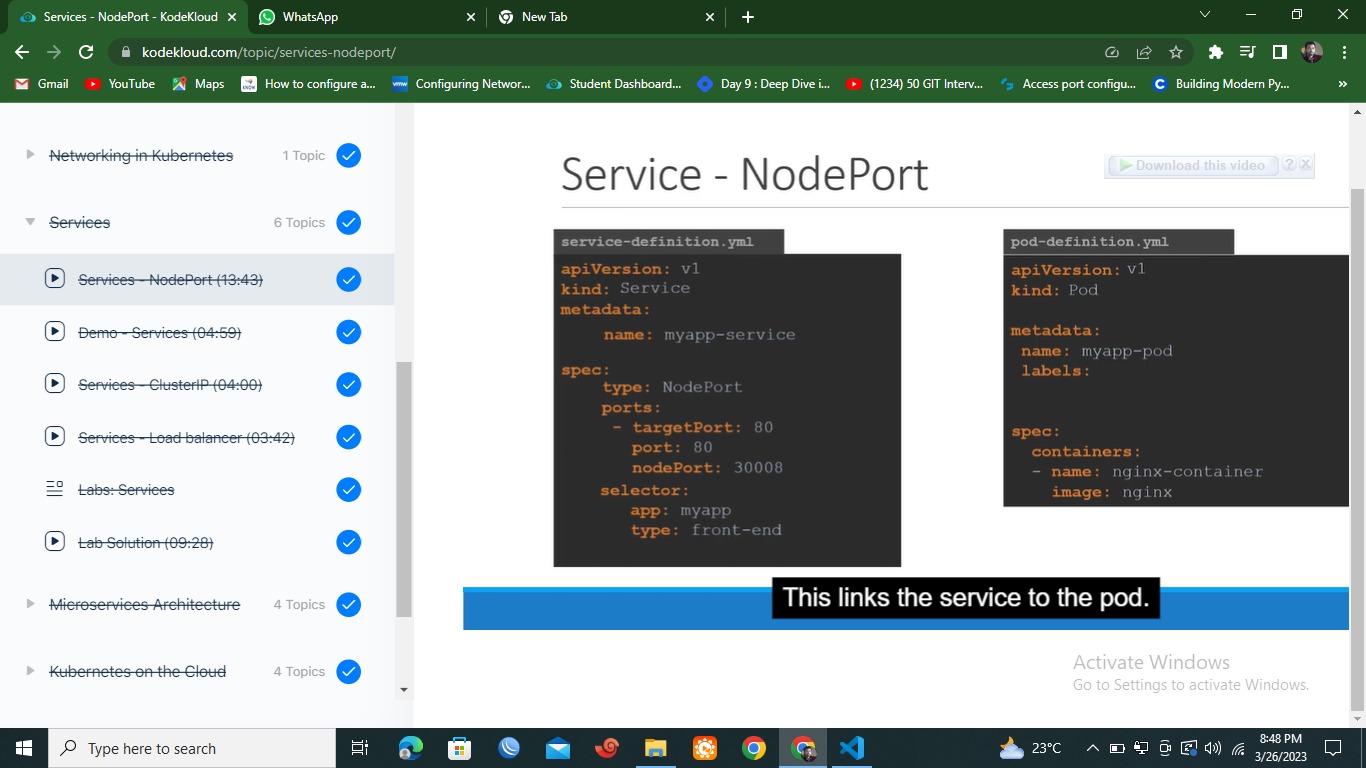 Services - NodePort - KodeKloud
WhatsApp
New Tab
kodekloud.com/topic/services-nodeport/
Gmail
YouTube
Maps
How to configure a...
Configuring Networ...
Student Dashboard...
Day 9 : Deep Dive i...
(1234) 50 GIT Interv...
Access port configu...
Building Modern Py...
»
Networking in Kubernetes 1 Topic
Services 6 Topics
Services - NodePort (13:43)
Demo - Services (04:59)
Services - ClusterIP (04:00)
Services - Load balancer (03:42)
Labs: Services
Lab Solution (09:28)
Microservices Architecture 4 Topics
Kubernetes on the Cloud 4 Topics
Service - NodePort
Download this video ? X
service-definition.yml
apiVersion: v1
kind: Service
metadata:
name: myapp-service
spec:
type: NodePort
ports:
- targetPort: 80
port: 80
nodePort: 30008
selector:
app: myapp
type: front-end
pod-definition.yml
apiVersion: v1
kind: Pod
metadata:
name: myapp-pod
labels:
spec:
containers:
- name: nginx-container
image: nginx
This links the service to the pod.
Activate Windows
Go to Settings to activate Windows.
Type here to search
23°C
8:48 PM
3/26/2023